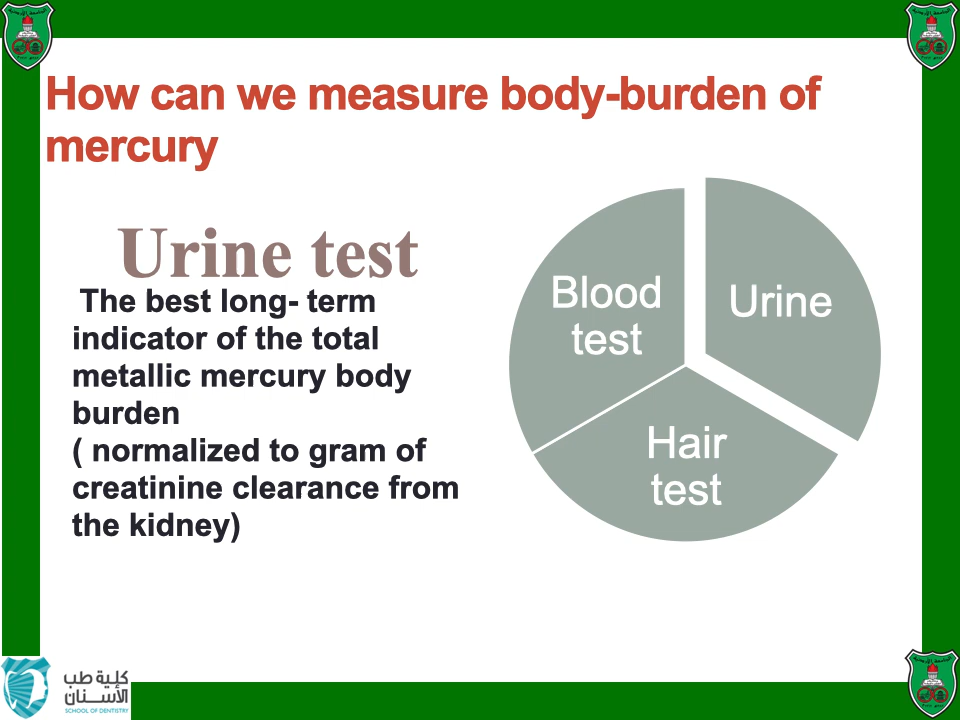 How can we measure body-burden of
mercury
Urine test
The best long- term
indicator of the total
metallic mercury body
burden
( normalized to gram of
creatinine clearance from
the kidney)
Blood
test
Urine
Hair
test
كلية طب
الأسنان
SCHOOL OF DENTISTRY